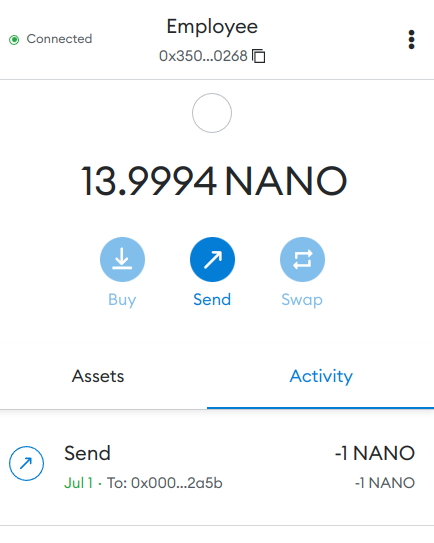 Employee
Connected
0x350...0268
13.9994 NANO
Buy Send Swap
Assets Activity
Send -1 NANO
Jul 1 · To: 0x000...2a5b -1 NANO